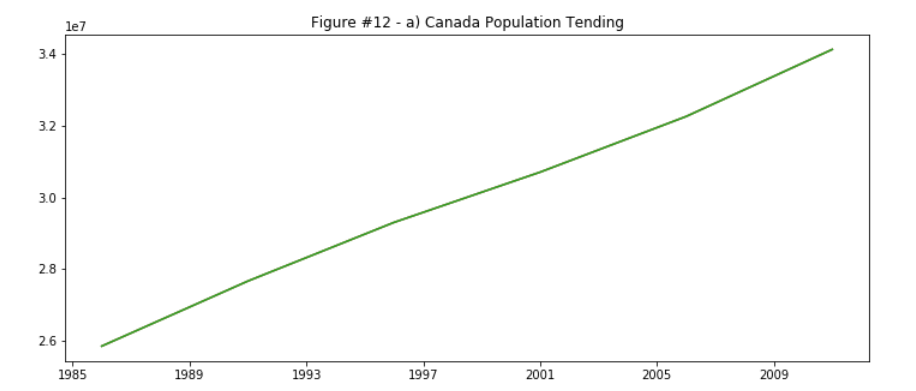 Figure #12 - a) Canada Population Tending
1e7
3.4
3.2
3.0
2.8
2.6
1985 1989 1993 1997 2001 2005 2009